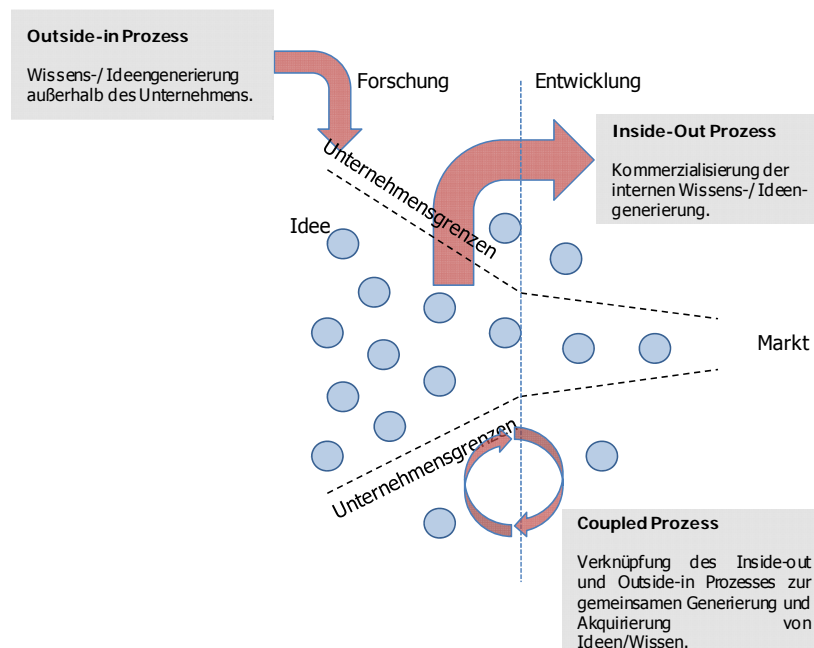 Outside-in Prozess
Wissens-/Ideengenerierung
außerhalb des Unternehmens.
Forschung
Entwicklung
Inside-Out Prozess
Kommerzialisierung der
internen Wissens-/Ideen-
generierung.
Unternehmensgrenzen
Idee
Markt
Unternehmensgrenzen
Coupled Prozess
Verknüpfung des Inside-out
und Outside-in Prozesses zur
gemeinsamen Generierung und
Akquirierung von
Ideen/Wissen.